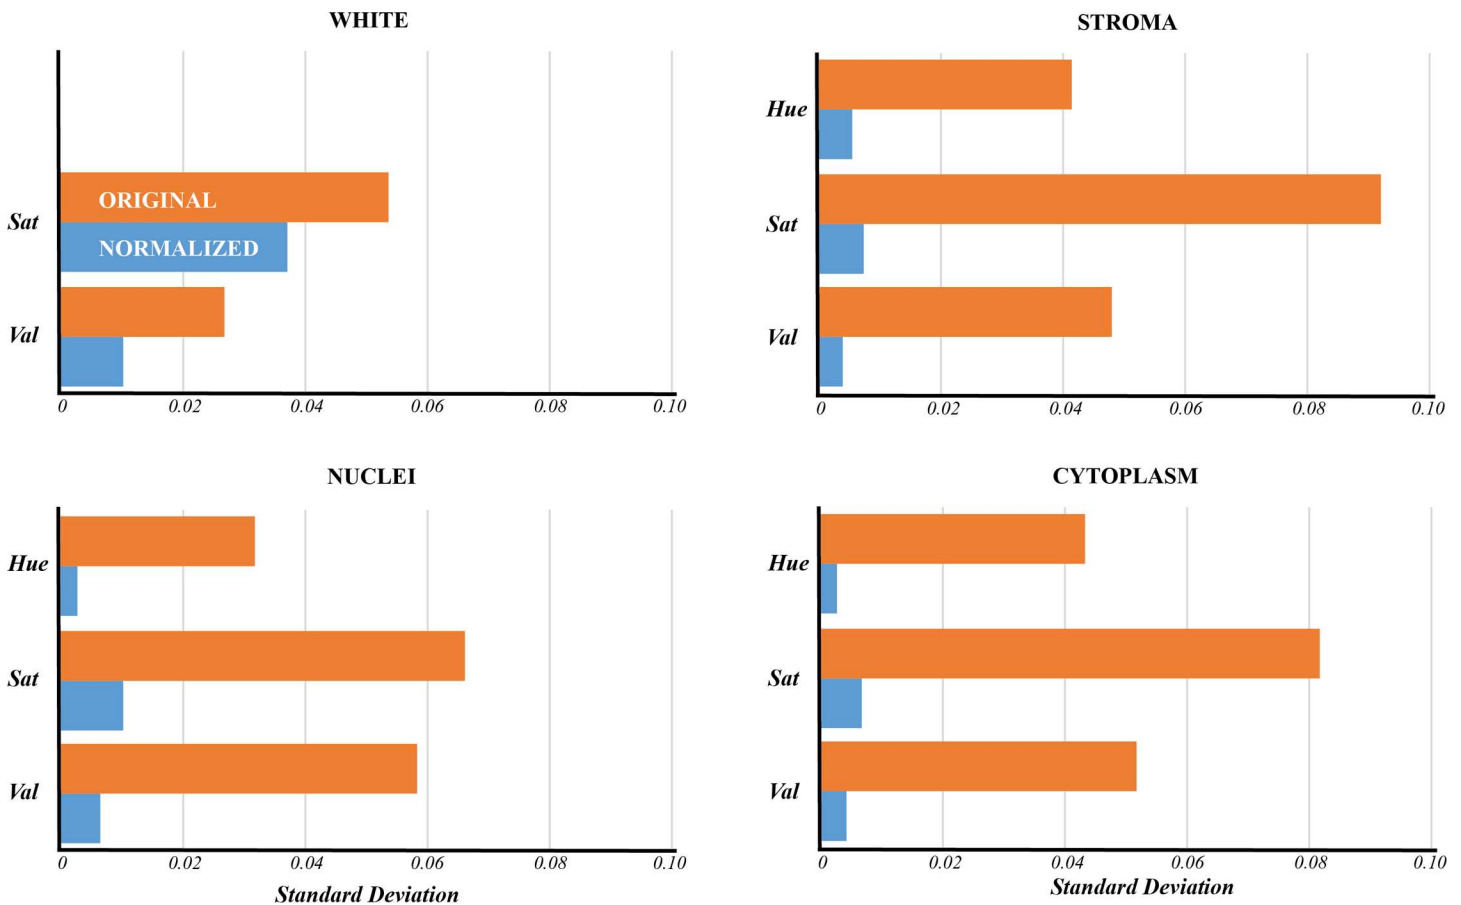 WHITE
Sat
ORIGINAL
NORMALIZED
Val
0 0.02 0.04 0.06 0.08 0.10
STROMA
Hue
Sat
Val
0 0.02 0.04 0.06 0.08 0.10
NUCLEI
Hue
Sat
Val
0 0.02 0.04 0.06 0.08 0.10
Standard Deviation
CYTOPLASM
Hue
Sat
Val
0 0.02 0.04 0.06 0.08 0.10
Standard Deviation